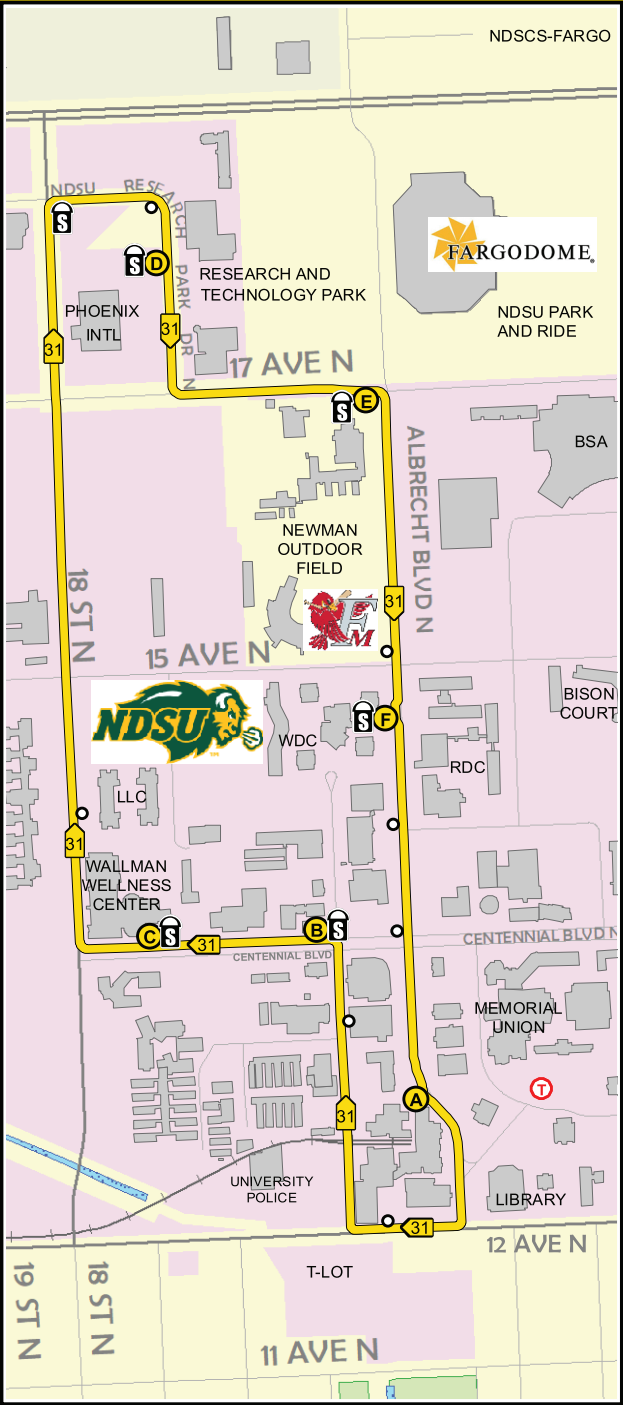 NDSCS-FARGO
NDSU RESEARCH PARK DR N
S
FARGODOME
S
D
RESEARCH AND
TECHNOLOGY PARK
PHOENIX
INTL
NDSU PARK
AND RIDE
31
31
17 AVE N
S
E
ALBRECHT BLVD N
BSA
NEWMAN
OUTDOOR
FIELD
18 ST N
31
FM
15 AVE N
NDSU
BISON
COURT
S
F
WDC
RDC
LLC
31
WALLMAN
WELLNESS
CENTER
C
S
31
B
S
CENTENNIAL BLVD N
CENTENNIAL BLVD
MEMORIAL
UNION
A
T
31
UNIVERSITY
POLICE
LIBRARY
31
12 AVE N
19 ST N
18 ST N
T-LOT
11 AVE N